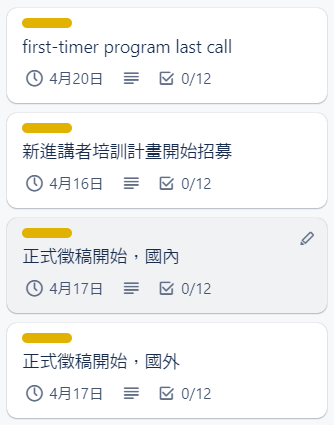 first-timer program last call
4月20日 0/12
新進講者培訓計畫開始招募
4月16日 0/12
正式徵稿開始，國內
4月17日 0/12
正式徵稿開始，國外
4月17日 0/12